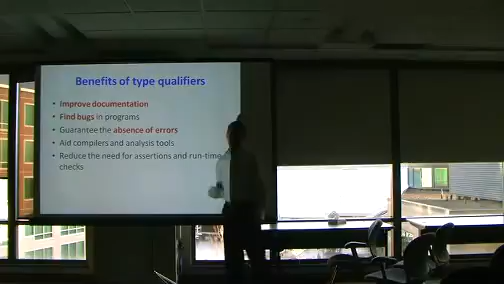 Benefits of type qualifiers
• Improve documentation
• Find bugs in programs
• Guarantee the absence of errors
• Aid compilers and analysis tools
• Reduce the need for assertions and run-time
checks